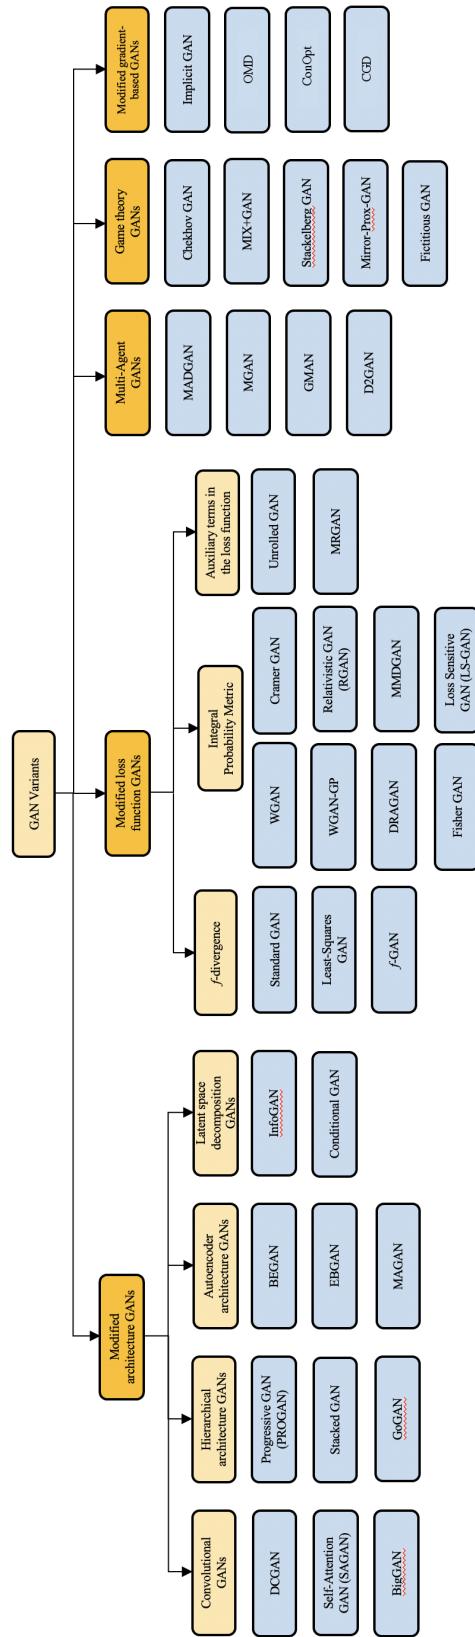 GAN Variants
Modified
architecture GANs
Modified loss
function GANs
Multi-Agent
GANs
Game theory
GANs
Modified gradient-
based GANs
Convolutional
GANs
Hierarchical
architecture GANs
Autoencoder
architecture GANs
Latent space
decomposition
GANs
f-divergence
Integral
Probability Metric
Auxiliary terms in
the loss function
DCGAN
Self-Attention
GAN (SAGAN)
BigGAN
Progressive GAN
(PROGAN)
Stacked GAN
GoGAN
BEGAN
EBGAN
MAGAN
InfoGAN
Conditional GAN
Standard GAN
Least-Squares
GAN
f-GAN
WGAN
WGAN-GP
DRAGAN
Fisher GAN
Cramer GAN
Relativistic GAN
(RGAN)
MMDGAN
Loss Sensitive
GAN (LS-GAN)
Unrolled GAN
MRGAN
MADGAN
MGAN
GMAN
D2GAN
Chekhov GAN
MIX+GAN
Stackelberg GAN
Mirror-Prox-GAN
Fictitious GAN
Implicit GAN
OMD
ConOpt
CGD